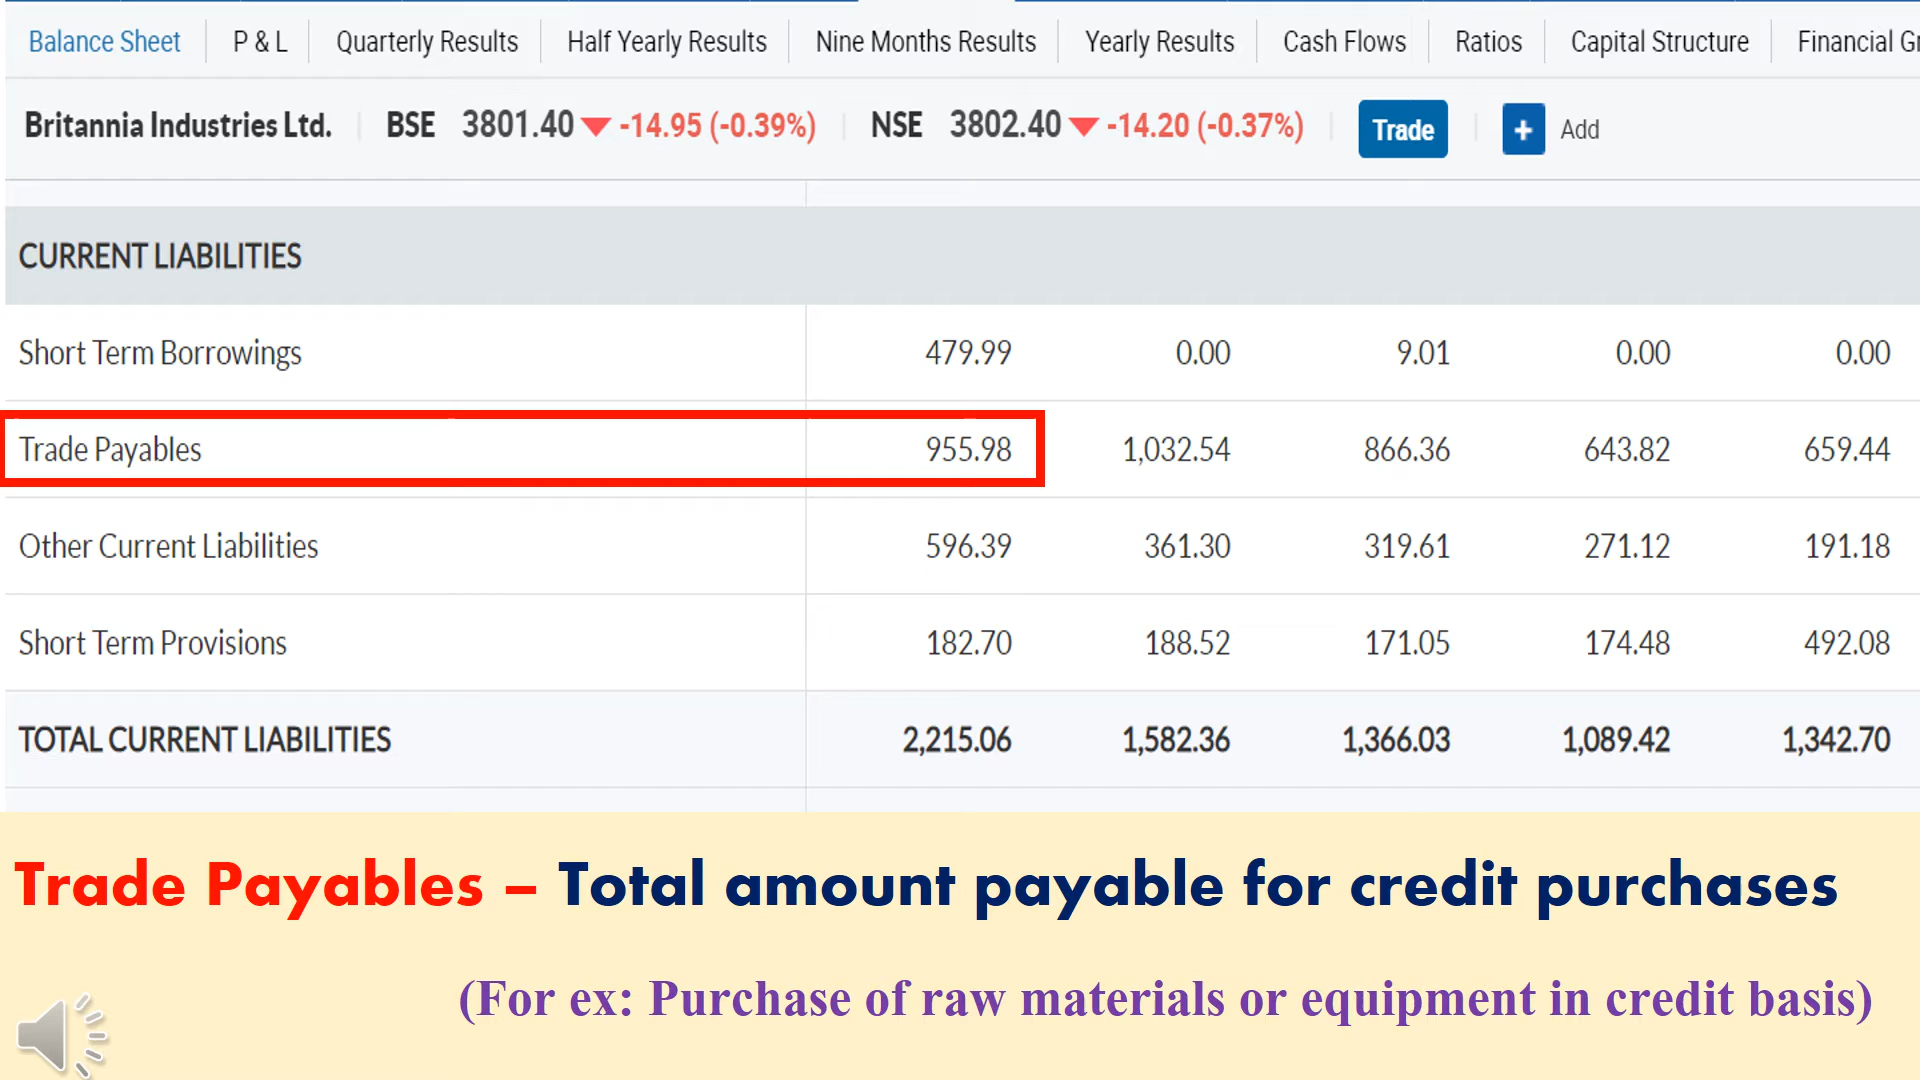 Balance Sheet P & L Quarterly Results Half Yearly Results Nine Months Results Yearly Results Cash Flows Ratios Capital Structure Financial Gr
Britannia Industries Ltd. BSE 3801.40 -14.95 (-0.39%) NSE 3802.40 -14.20 (-0.37%) Trade + Add
CURRENT LIABILITIES
Short Term Borrowings 479.99 0.00 9.01 0.00 0.00
Trade Payables 955.98 1,032.54 866.36 643.82 659.44
Other Current Liabilities 596.39 361.30 319.61 271.12 191.18
Short Term Provisions 182.70 188.52 171.05 174.48 492.08
TOTAL CURRENT LIABILITIES 2,215.06 1,582.36 1,366.03 1,089.42 1,342.70
Trade Payables – Total amount payable for credit purchases
(For ex: Purchase of raw materials or equipment in credit basis)